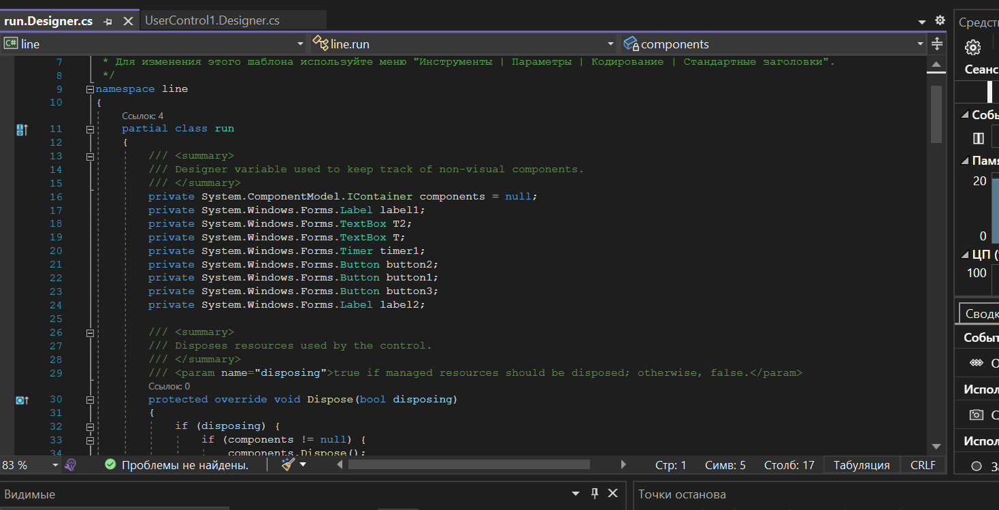 run.Designer.cs
UserControl1.Designer.cs
Средст
line
line.run
components
Сеанс
7 * Для изменения этого шаблона используйте меню "Инструменты | Параметры | Кодирование | Стандартные заголовки".
8 */
9 namespace line
10 {
Ссылок: 4
11 partial class run
12 {
13 /// <summary>
14 /// Designer variable used to keep track of non-visual components.
15 /// </summary>
16 private System.ComponentModel.IContainer components = null;
17 private System.Windows.Forms.Label label1;
18 private System.Windows.Forms.TextBox T2;
19 private System.Windows.Forms.TextBox T;
20 private System.Windows.Forms.Timer timer1;
21 private System.Windows.Forms.Button button2;
22 private System.Windows.Forms.Button button1;
23 private System.Windows.Forms.Button button3;
24 private System.Windows.Forms.Label label2;
25
26 /// <summary>
27 /// Disposes resources used by the control.
28 /// </summary>
29 /// <param name="disposing">true if managed resources should be disposed; otherwise, false.</param>
Ссылок: 0
30 protected override void Dispose(bool disposing)
31 {
32 if (disposing) {
33 if (components != null) {
34 components.Dispose();
Собы
Памя
20
0
ЦП (
100
Сводк
Событ
О
Испол
С
Испол
За
83 %
Проблемы не найдены.
Стр: 1
Симв: 5
Столб: 17
Табуляция
CRLF
Видимые
Точки останова